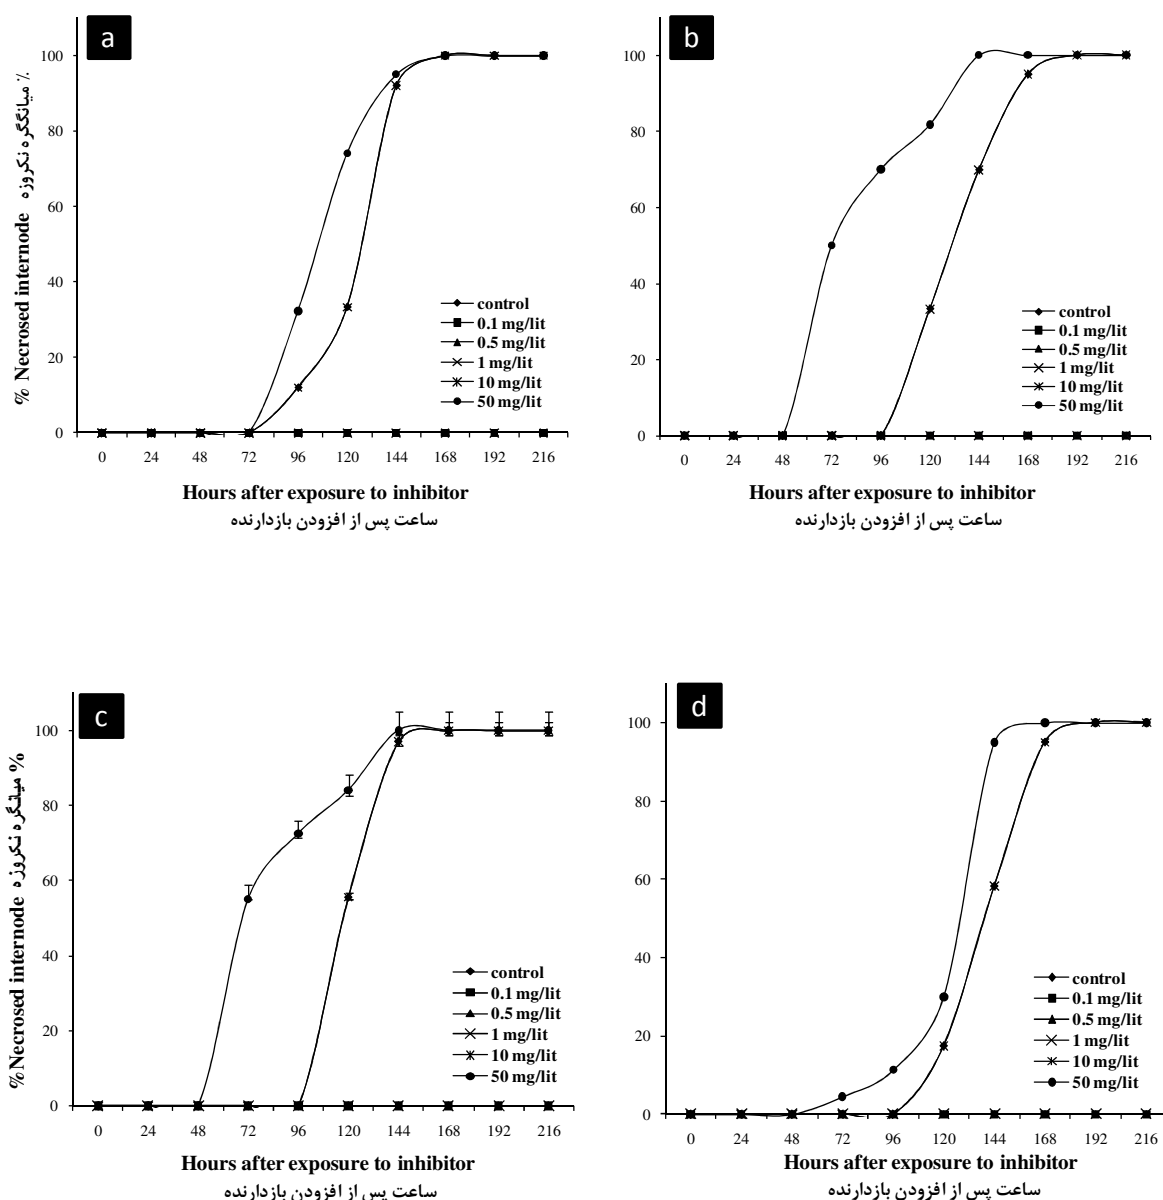 a
% Necrosed internode میانگگره نکروزه %
100
80
60
40
20
0
control
0.1 mg/lit
0.5 mg/lit
1 mg/lit
10 mg/lit
50 mg/lit
0 24 48 72 96 120 144 168 192 216
Hours after exposure to inhibitor
ساعت پس از افزودن بازدارنده
b
100
80
60
40
20
0
control
0.1 mg/lit
0.5 mg/lit
1 mg/lit
10 mg/lit
50 mg/lit
0 24 48 72 96 120 144 168 192 216
Hours after exposure to inhibitor
ساعت پس از افزودن بازدارنده
c
%Necrosed internode میانگره نکروزه %
100
80
60
40
20
0
control
0.1 mg/lit
0.5 mg/lit
1 mg/lit
10 mg/lit
50 mg/lit
0 24 48 72 96 120 144 168 192 216
Hours after exposure to inhibitor
ساعت پس از افزودن بازدارنده
d
100
80
60
40
20
0
control
0.1 mg/lit
0.5 mg/lit
1 mg/lit
10 mg/lit
50 mg/lit
0 24 48 72 96 120 144 168 192 216
Hours after exposure to inhibitor
ساعت پس از افزودن بازدارنده